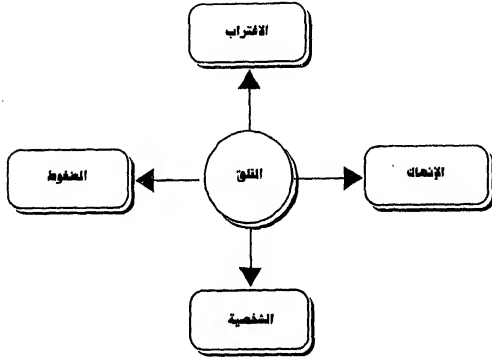 الاغتراب
الضغوط
القلق
الإنهاك
الشخصية